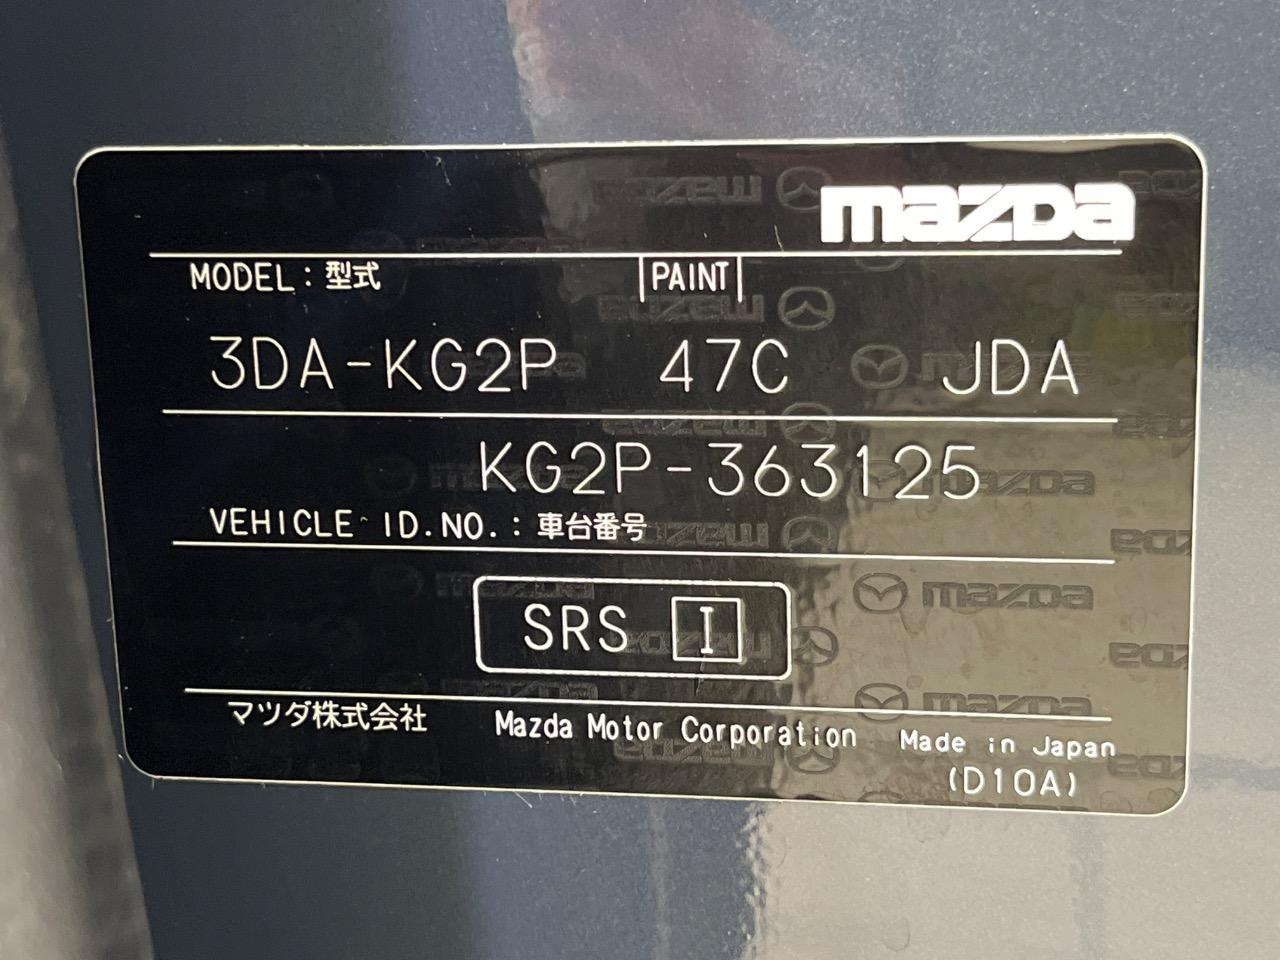 mazda
MODEL : 型式 PAINT
3DA-KG2P 47C JDA
KG2P-363125
VEHICLE ID.NO. : 車台番号
SRS I
マツダ株式会社 Mazda Motor Corporation Made in Japan
(D10A)